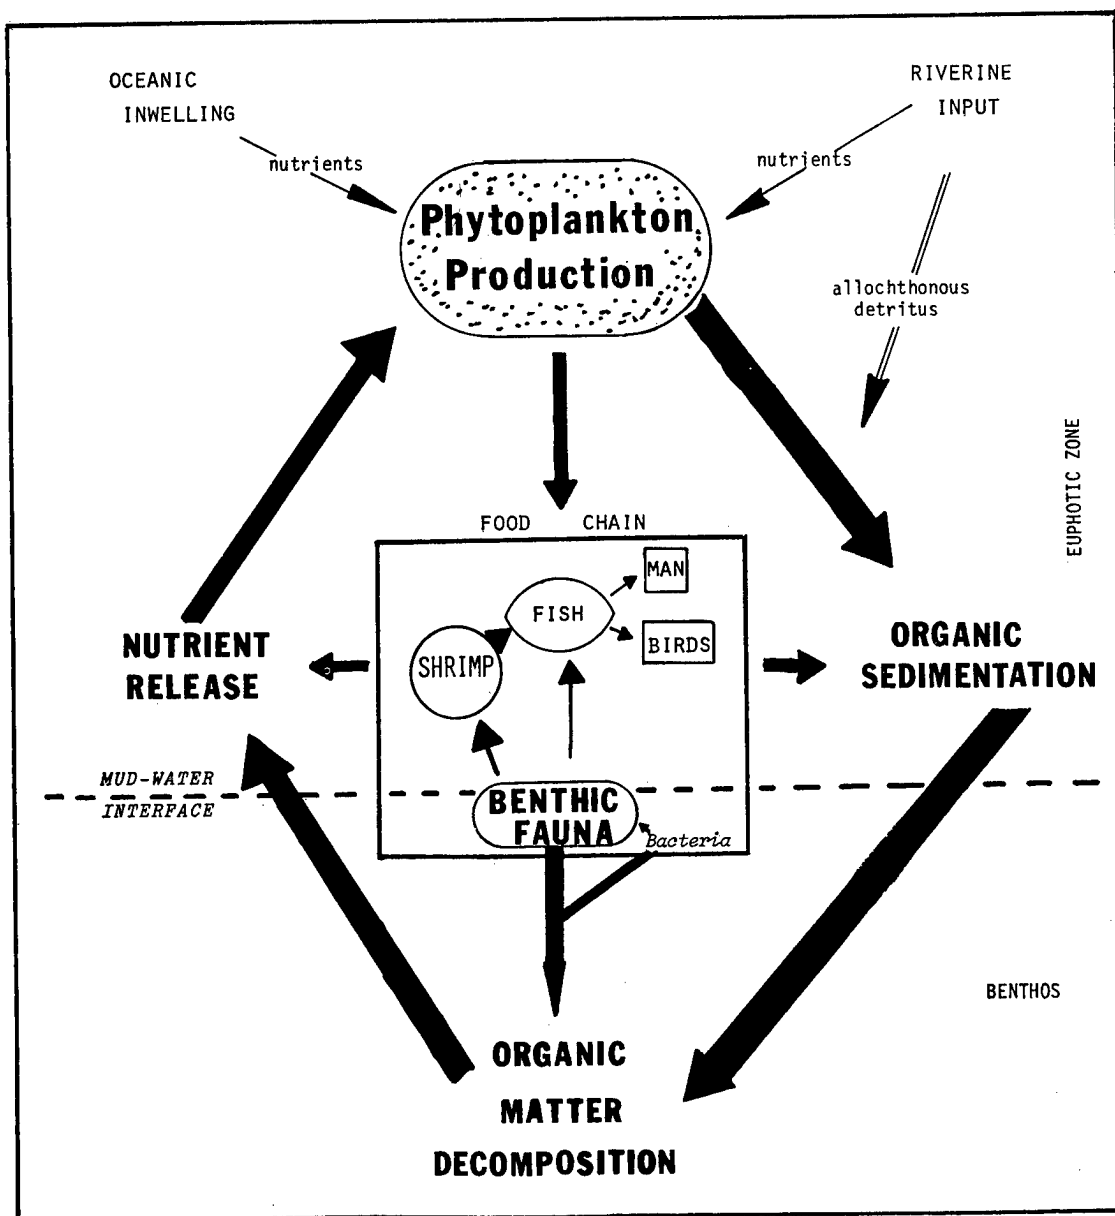 OCEANIC
INWELLING
RIVERINE
INPUT
nutrients
nutrients
Phytoplankton
Production
allochthonous
detritus
EUPHOTIC ZONE
FOOD CHAIN
MAN
FISH
BIRDS
SHRIMP
NUTRIENT
RELEASE
ORGANIC
SEDIMENTATION
MUD-WATER
INTERFACE
BENTHIC
FAUNA
Bacteria
BENTHOS
ORGANIC
MATTER
DECOMPOSITION